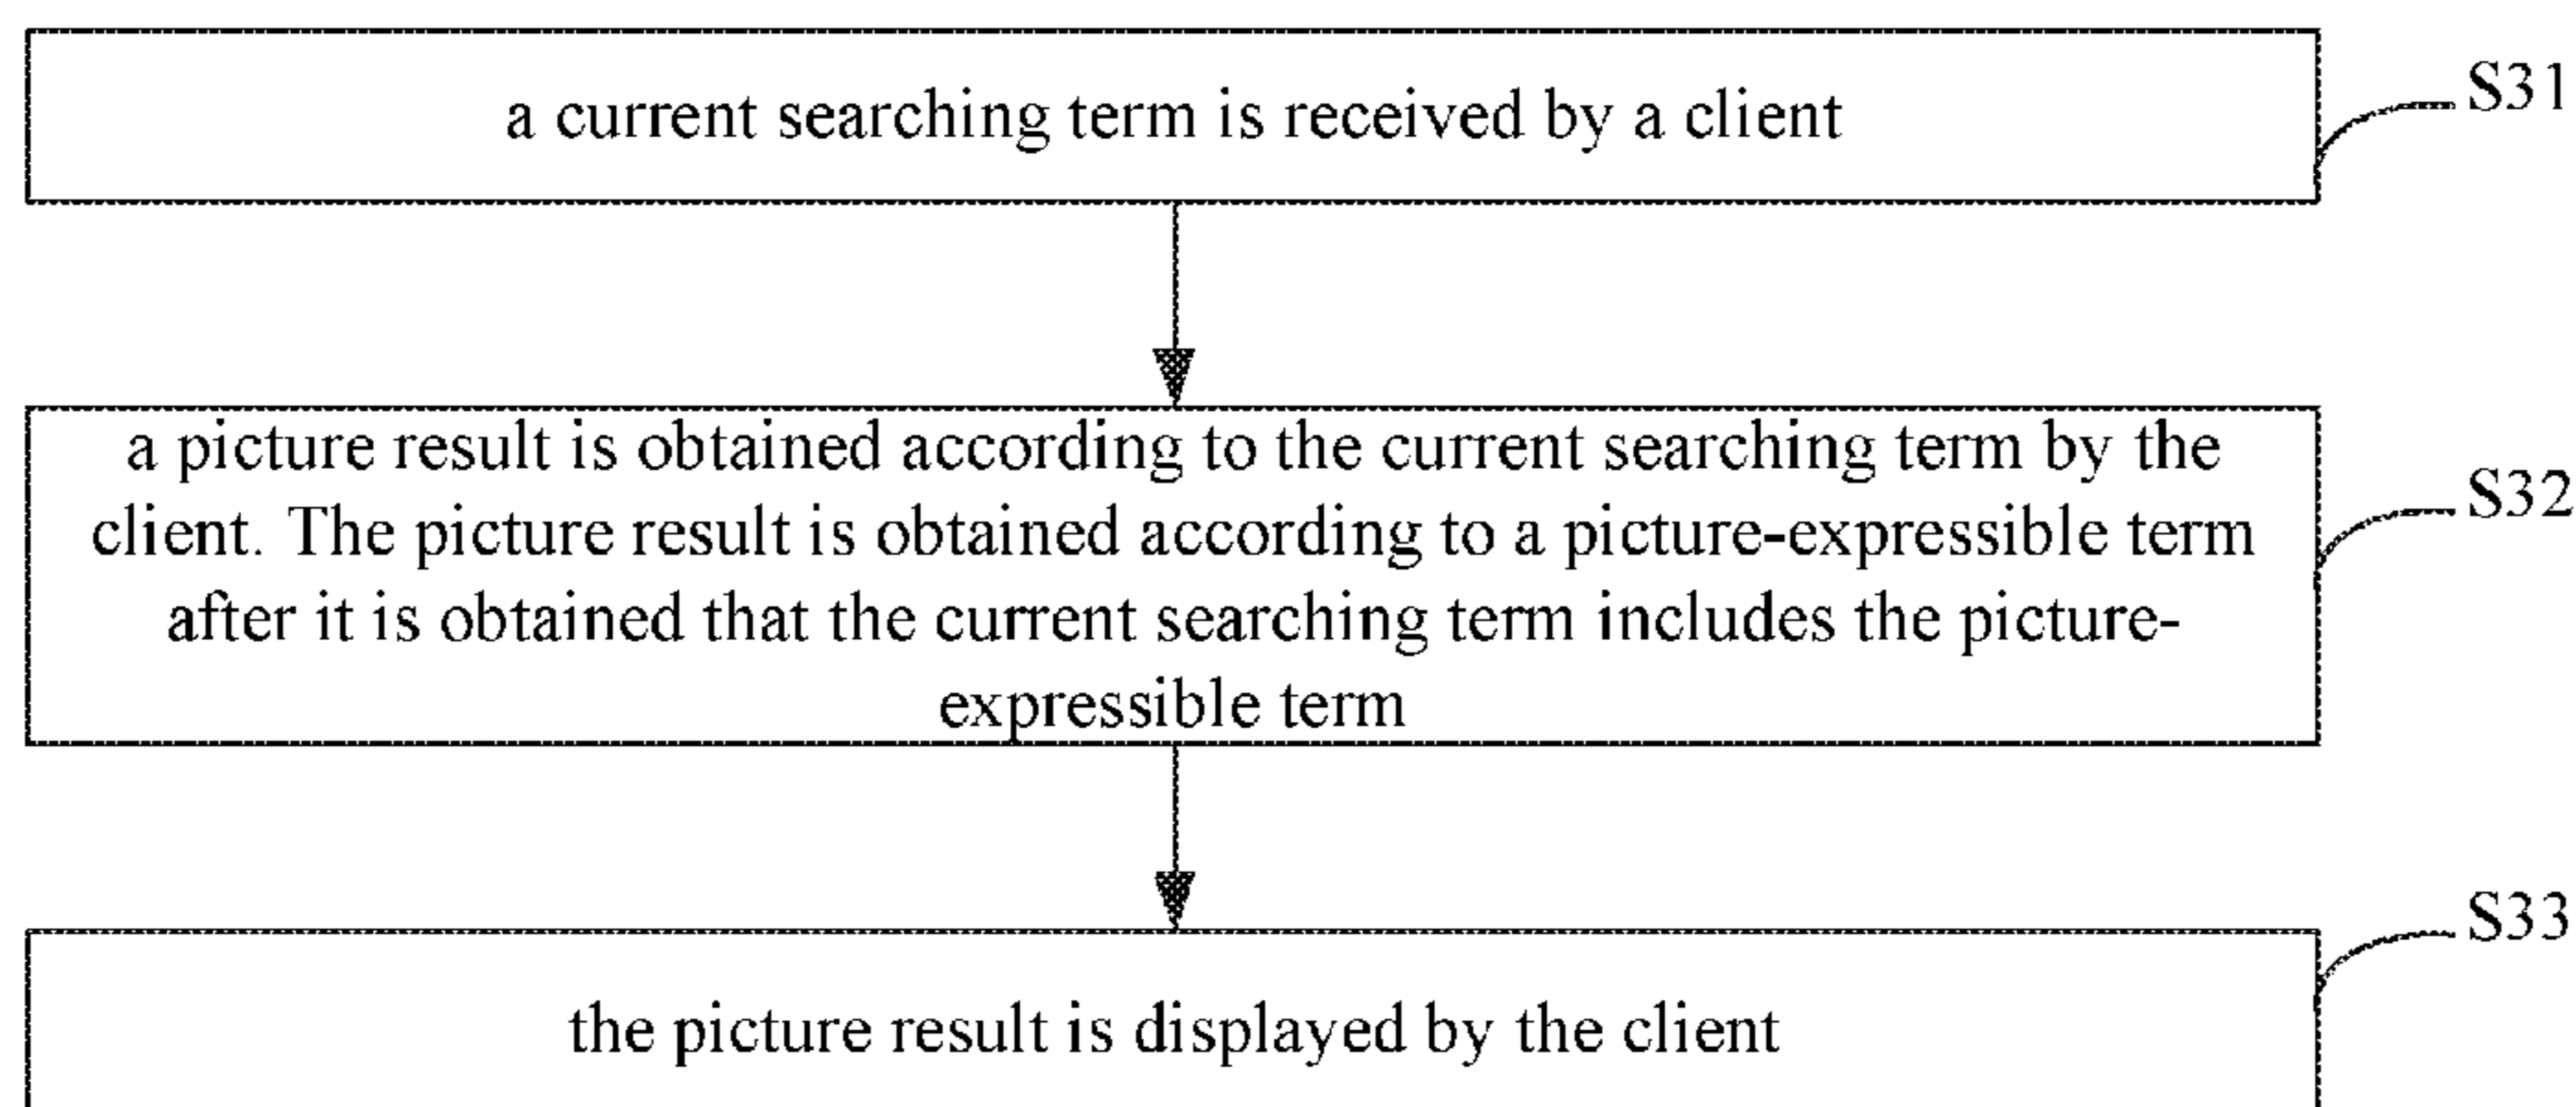 a current searching term is received by a client
S31
a picture result is obtained according to the current searching term by the
client. The picture result is obtained according to a picture-expressible term
after it is obtained that the current searching term includes the picture-
expressible term
S32
the picture result is displayed by the client
S33